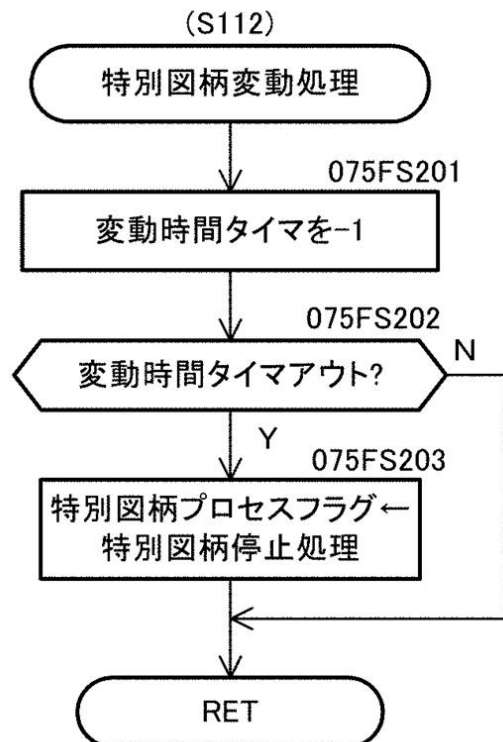 (S112)
特別図柄変動処理
075FS201
変動時間タイマを-1
075FS202
変動時間タイマアウト?
N
Y
075FS203
特別図柄プロセスフラグ←
特別図柄停止処理
RET